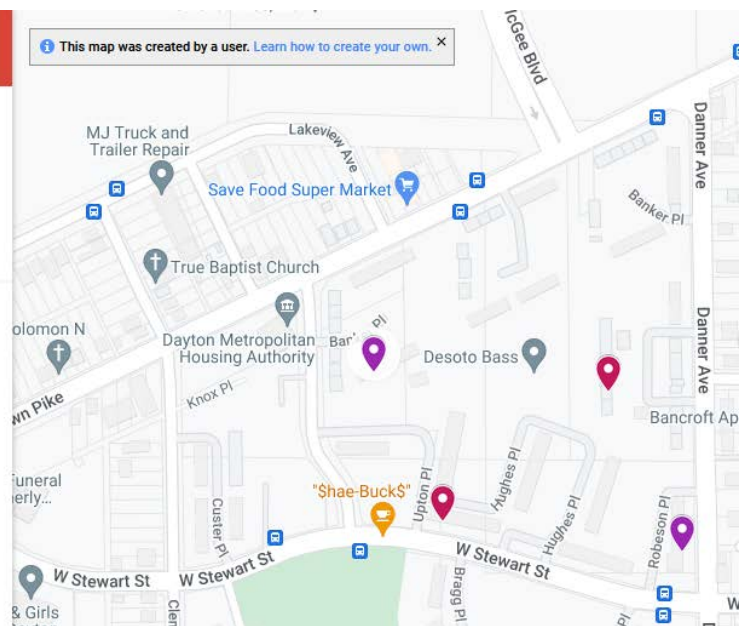 This map was created by a user. Learn how to create your own. ×
McGee Blvd
MJ Truck and
Trailer Repair
Lakeview Ave
Danner Ave
Save Food Super Market
Banker Pl
True Baptist Church
olomon N
Dayton Metropolitan
Housing Authority
Desoto Bass
Danner Ave
wn Pike
Knox Pl
Bancroft Ap
Funeral
erly...
"$hae-Buck$"
Upton Pl
Hughes Pl
Custer Pl
Hughes Pl
Robeson Pl
W Stewart St
W Stewart St
W Stewart St
Bragg Pl
& Girls
Clem
W